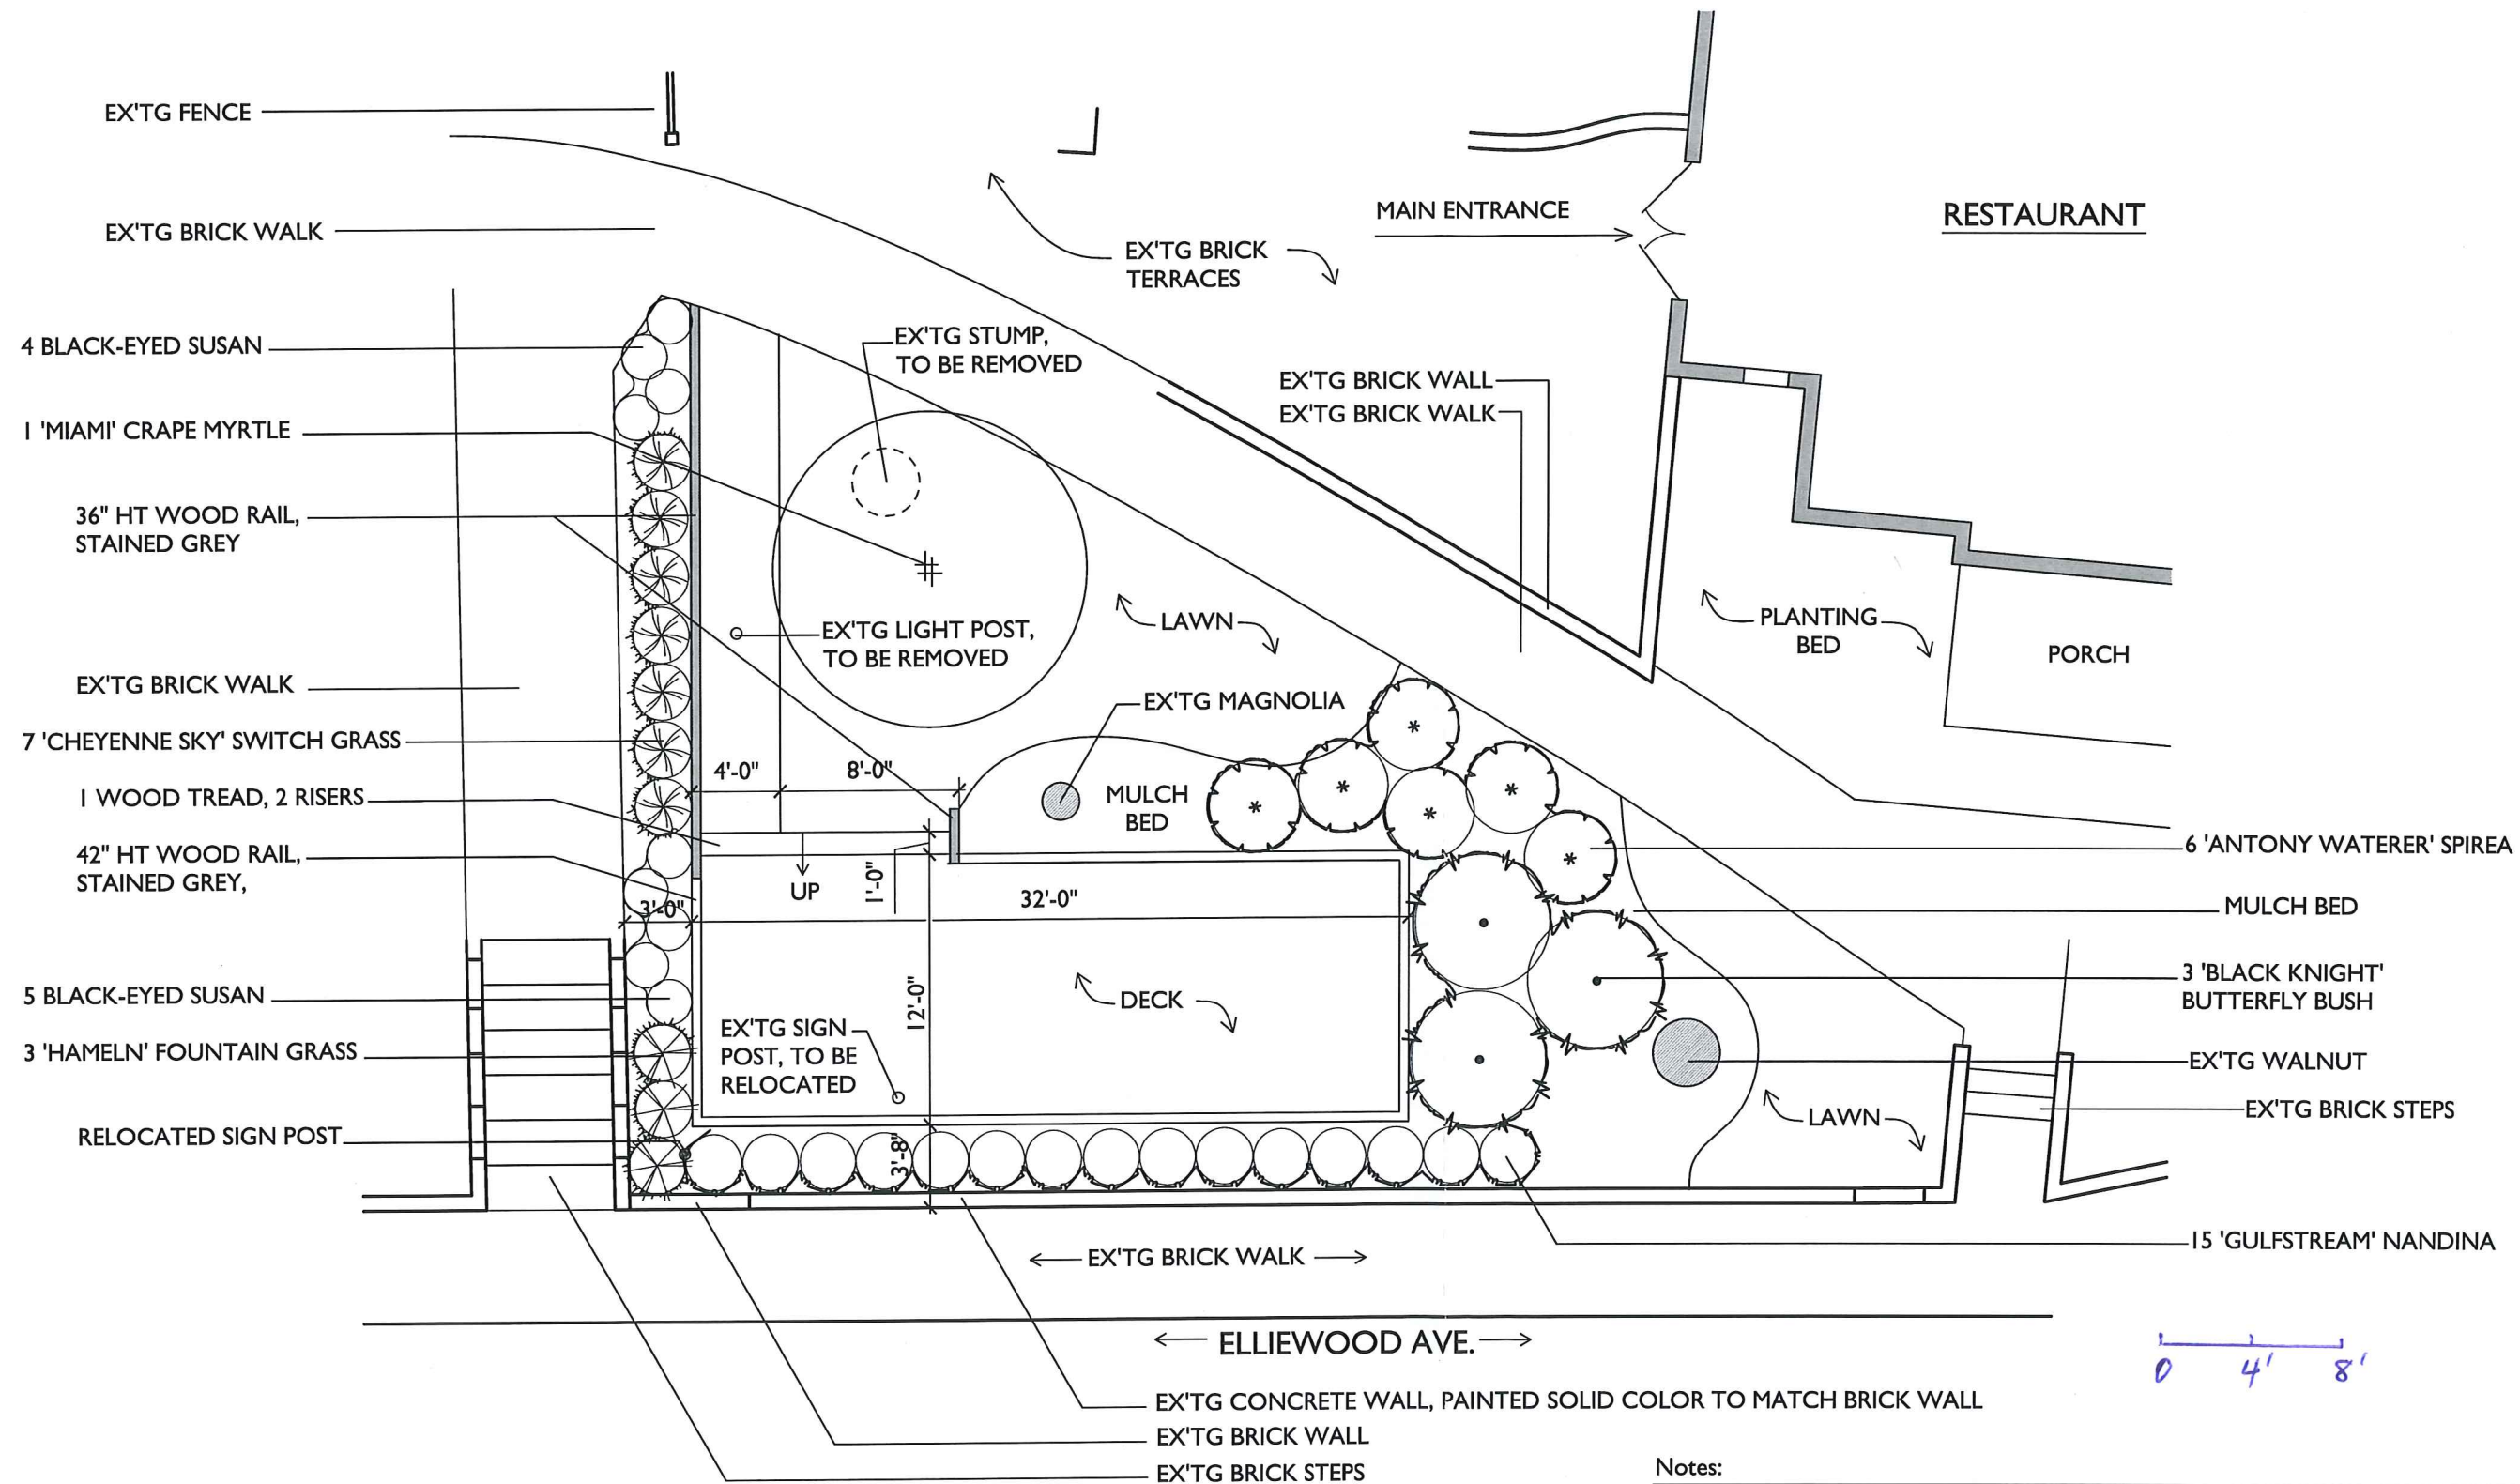 EX'TG FENCE
EX'TG BRICK WALK
4 BLACK-EYED SUSAN
1 'MIAMI' CRAPE MYRTLE
36" HT WOOD RAIL,
STAINED GREY
EX'TG BRICK WALK
7 'CHEYENNE SKY' SWITCH GRASS
1 WOOD TREAD, 2 RISERS
42" HT WOOD RAIL,
STAINED GREY,
5 BLACK-EYED SUSAN
3 'HAMELN' FOUNTAIN GRASS
RELOCATED SIGN POST
EX'TG BRICK
TERRACES
MAIN ENTRANCE
RESTAURANT
EX'TG STUMP,
TO BE REMOVED
EX'TG BRICK WALL
EX'TG BRICK WALK
EX'TG LIGHT POST,
TO BE REMOVED
LAWN
PLANTING
BED
PORCH
EX'TG MAGNOLIA
4'-0"
8'-0"
MULCH
BED
UP
1'-0"
3'-0"
32'-0"
12'-0"
DECK
EX'TG SIGN
POST, TO BE
RELOCATED
3'-8"
6 'ANTONY WATERER' SPIREA
MULCH BED
3 'BLACK KNIGHT'
BUTTERFLY BUSH
EX'TG WALNUT
EX'TG BRICK STEPS
LAWN
15 'GULFSTREAM' NANDINA
EX'TG BRICK WALK
ELLIEWOOD AVE.
0 4' 8'
EX'TG CONCRETE WALL, PAINTED SOLID COLOR TO MATCH BRICK WALL
EX'TG BRICK WALL
EX'TG BRICK STEPS
Notes: